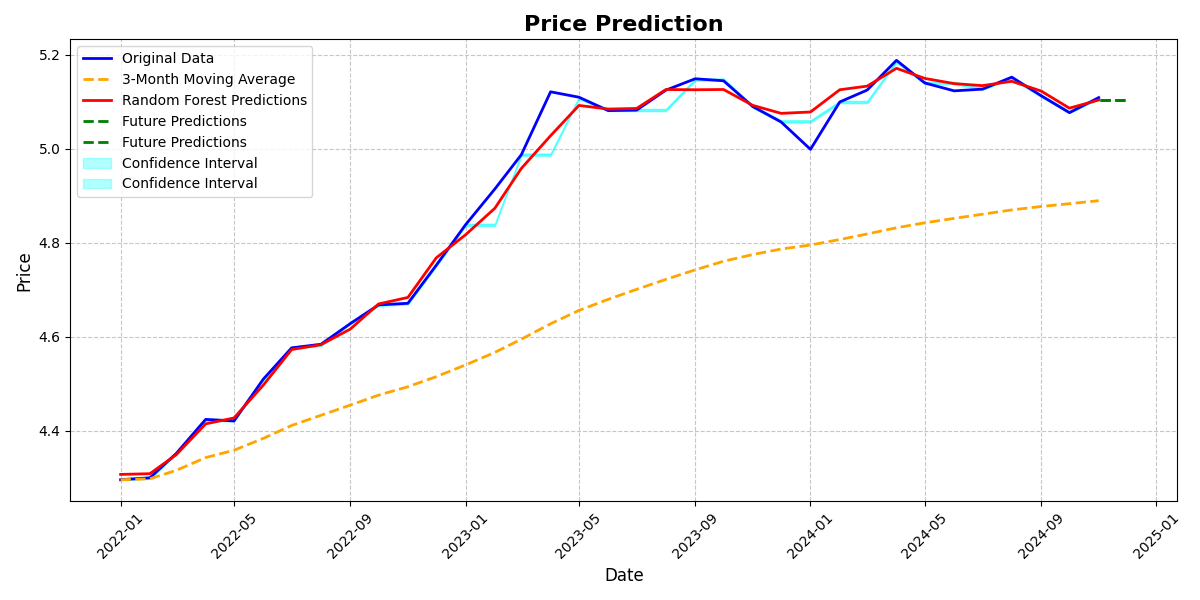 Price Prediction
5.2
5.0
4.8
4.6
4.4
Price
Original Data
3-Month Moving Average
Random Forest Predictions
Future Predictions
Future Predictions
Confidence Interval
Confidence Interval
2022-01
2022-05
2022-09
2023-01
2023-05
2023-09
2024-01
2024-05
2024-09
2025-01
Date